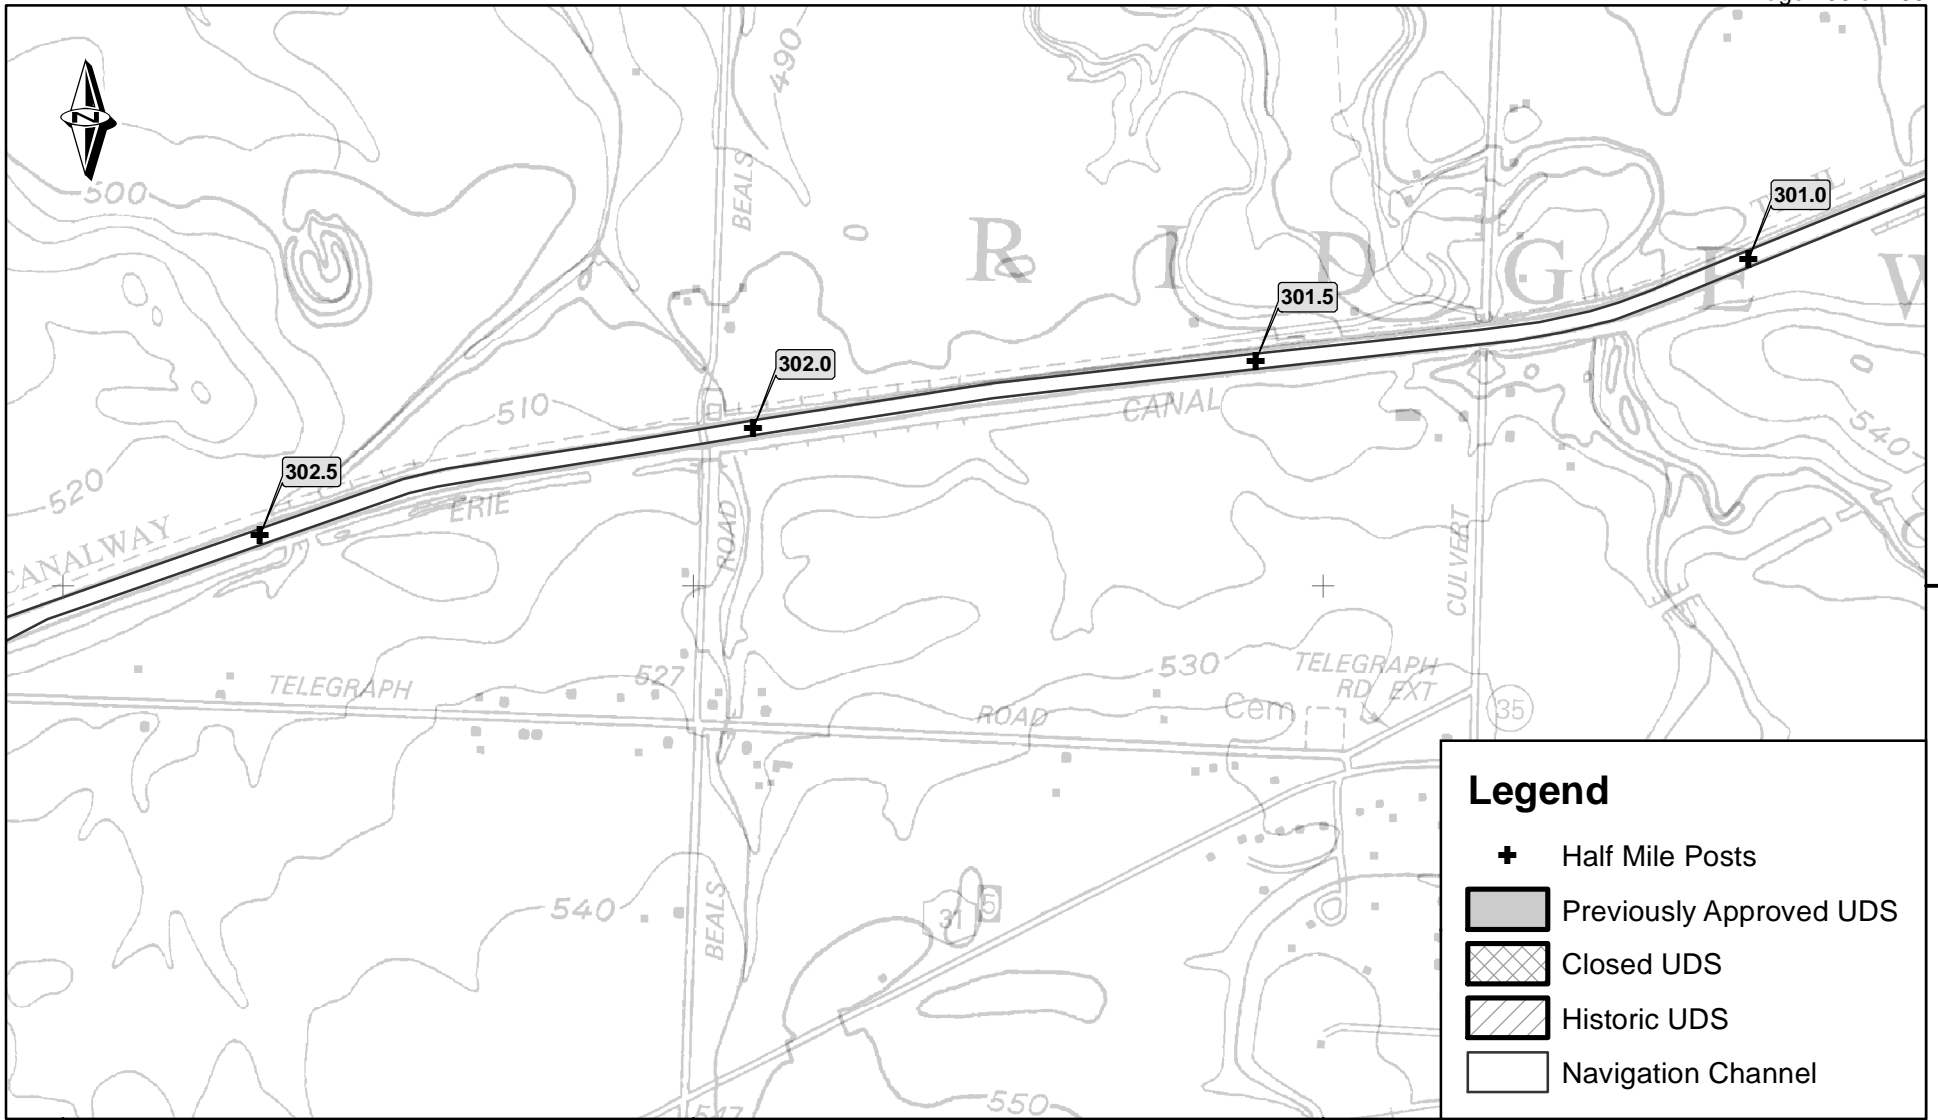 490
N
500
BEALS
TRAIL
301.0
R I D G E W
301.5
302.0
CANAL
510
540
302.5
520
ERIE
CANALWAY
ROAD
CULVERT
527
530
TELEGRAPH
RD EXT
TELEGRAPH
ROAD
Cem
35
Legend
Half Mile Posts
540
31
BEALS
Previously Approved UDS
Closed UDS
Historic UDS
Navigation Channel
547
550